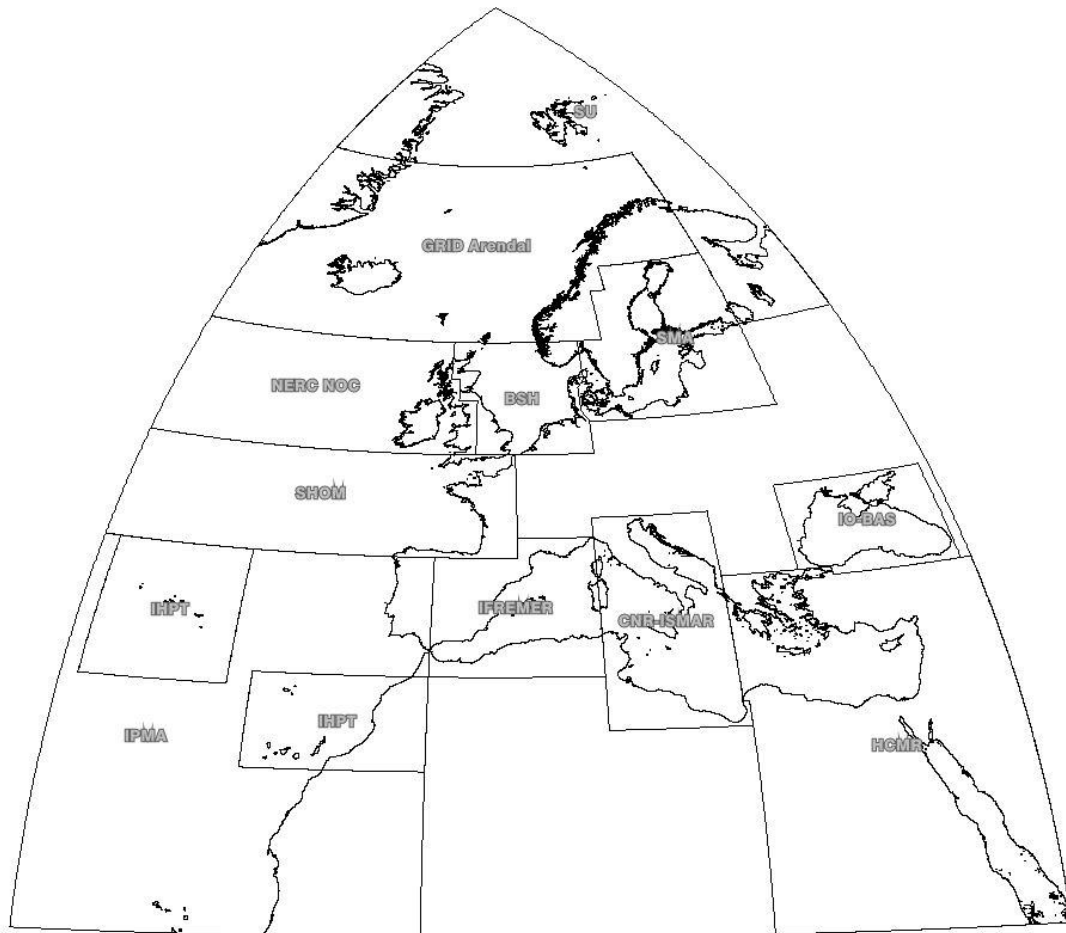 SU
GRID Arendal
SMA
NERC NOC
BSH
SHOM
IO-BAS
IHPT
IFREMER
CNR-ISMAR
IHPT
IPMA
HCMR